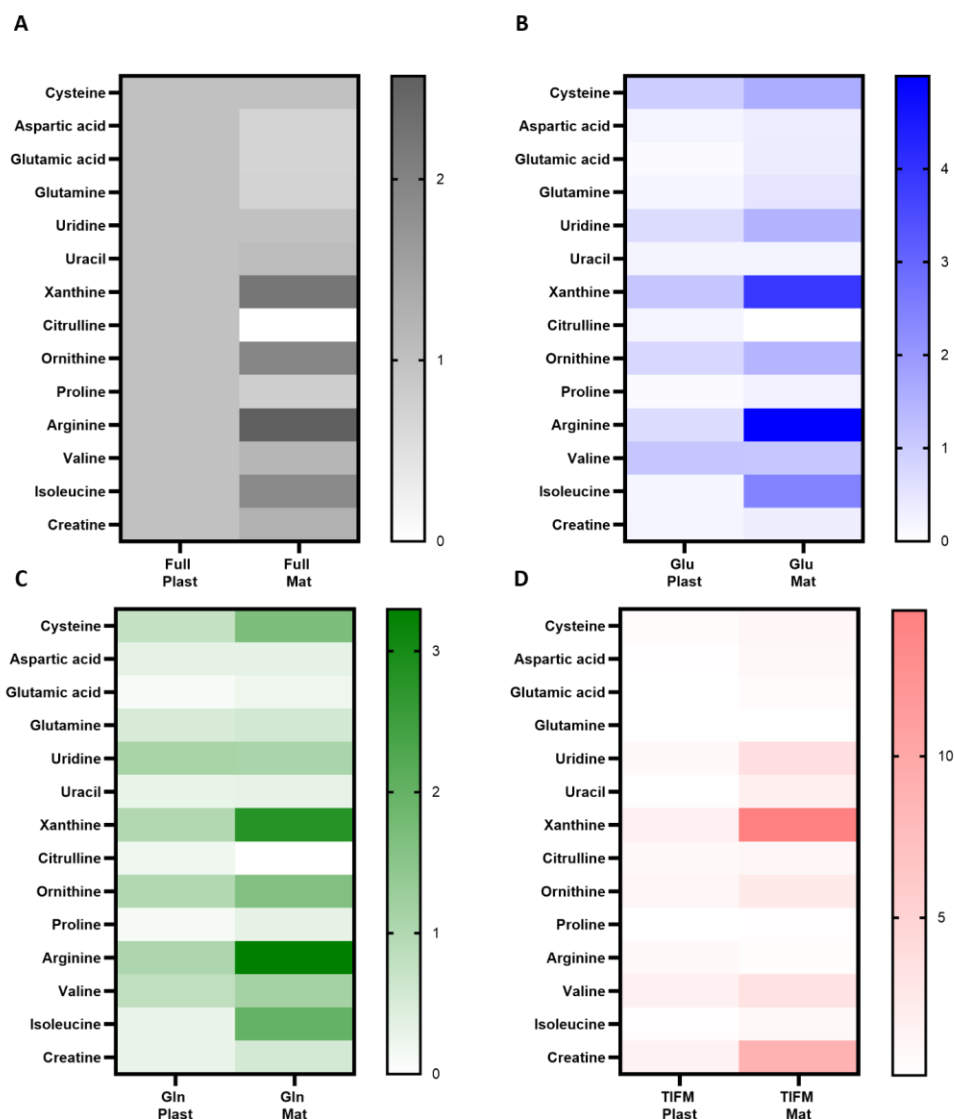 A
Cysteine
Aspartic acid
Glutamic acid
Glutamine
Uridine
Uracil
Xanthine
Citrulline
Ornithine
Proline
Arginine
Valine
Isoleucine
Creatine
Full
Plast
Full
Mat
2
1
0
B
Cysteine
Aspartic acid
Glutamic acid
Glutamine
Uridine
Uracil
Xanthine
Citrulline
Ornithine
Proline
Arginine
Valine
Isoleucine
Creatine
Glu
Plast
Glu
Mat
4
3
2
1
0
C
Cysteine
Aspartic acid
Glutamic acid
Glutamine
Uridine
Uracil
Xanthine
Citrulline
Ornithine
Proline
Arginine
Valine
Isoleucine
Creatine
Gln
Plast
Gln
Mat
3
2
1
0
D
Cysteine
Aspartic acid
Glutamic acid
Glutamine
Uridine
Uracil
Xanthine
Citrulline
Ornithine
Proline
Arginine
Valine
Isoleucine
Creatine
TIFM
Plast
TIFM
Mat
10
5